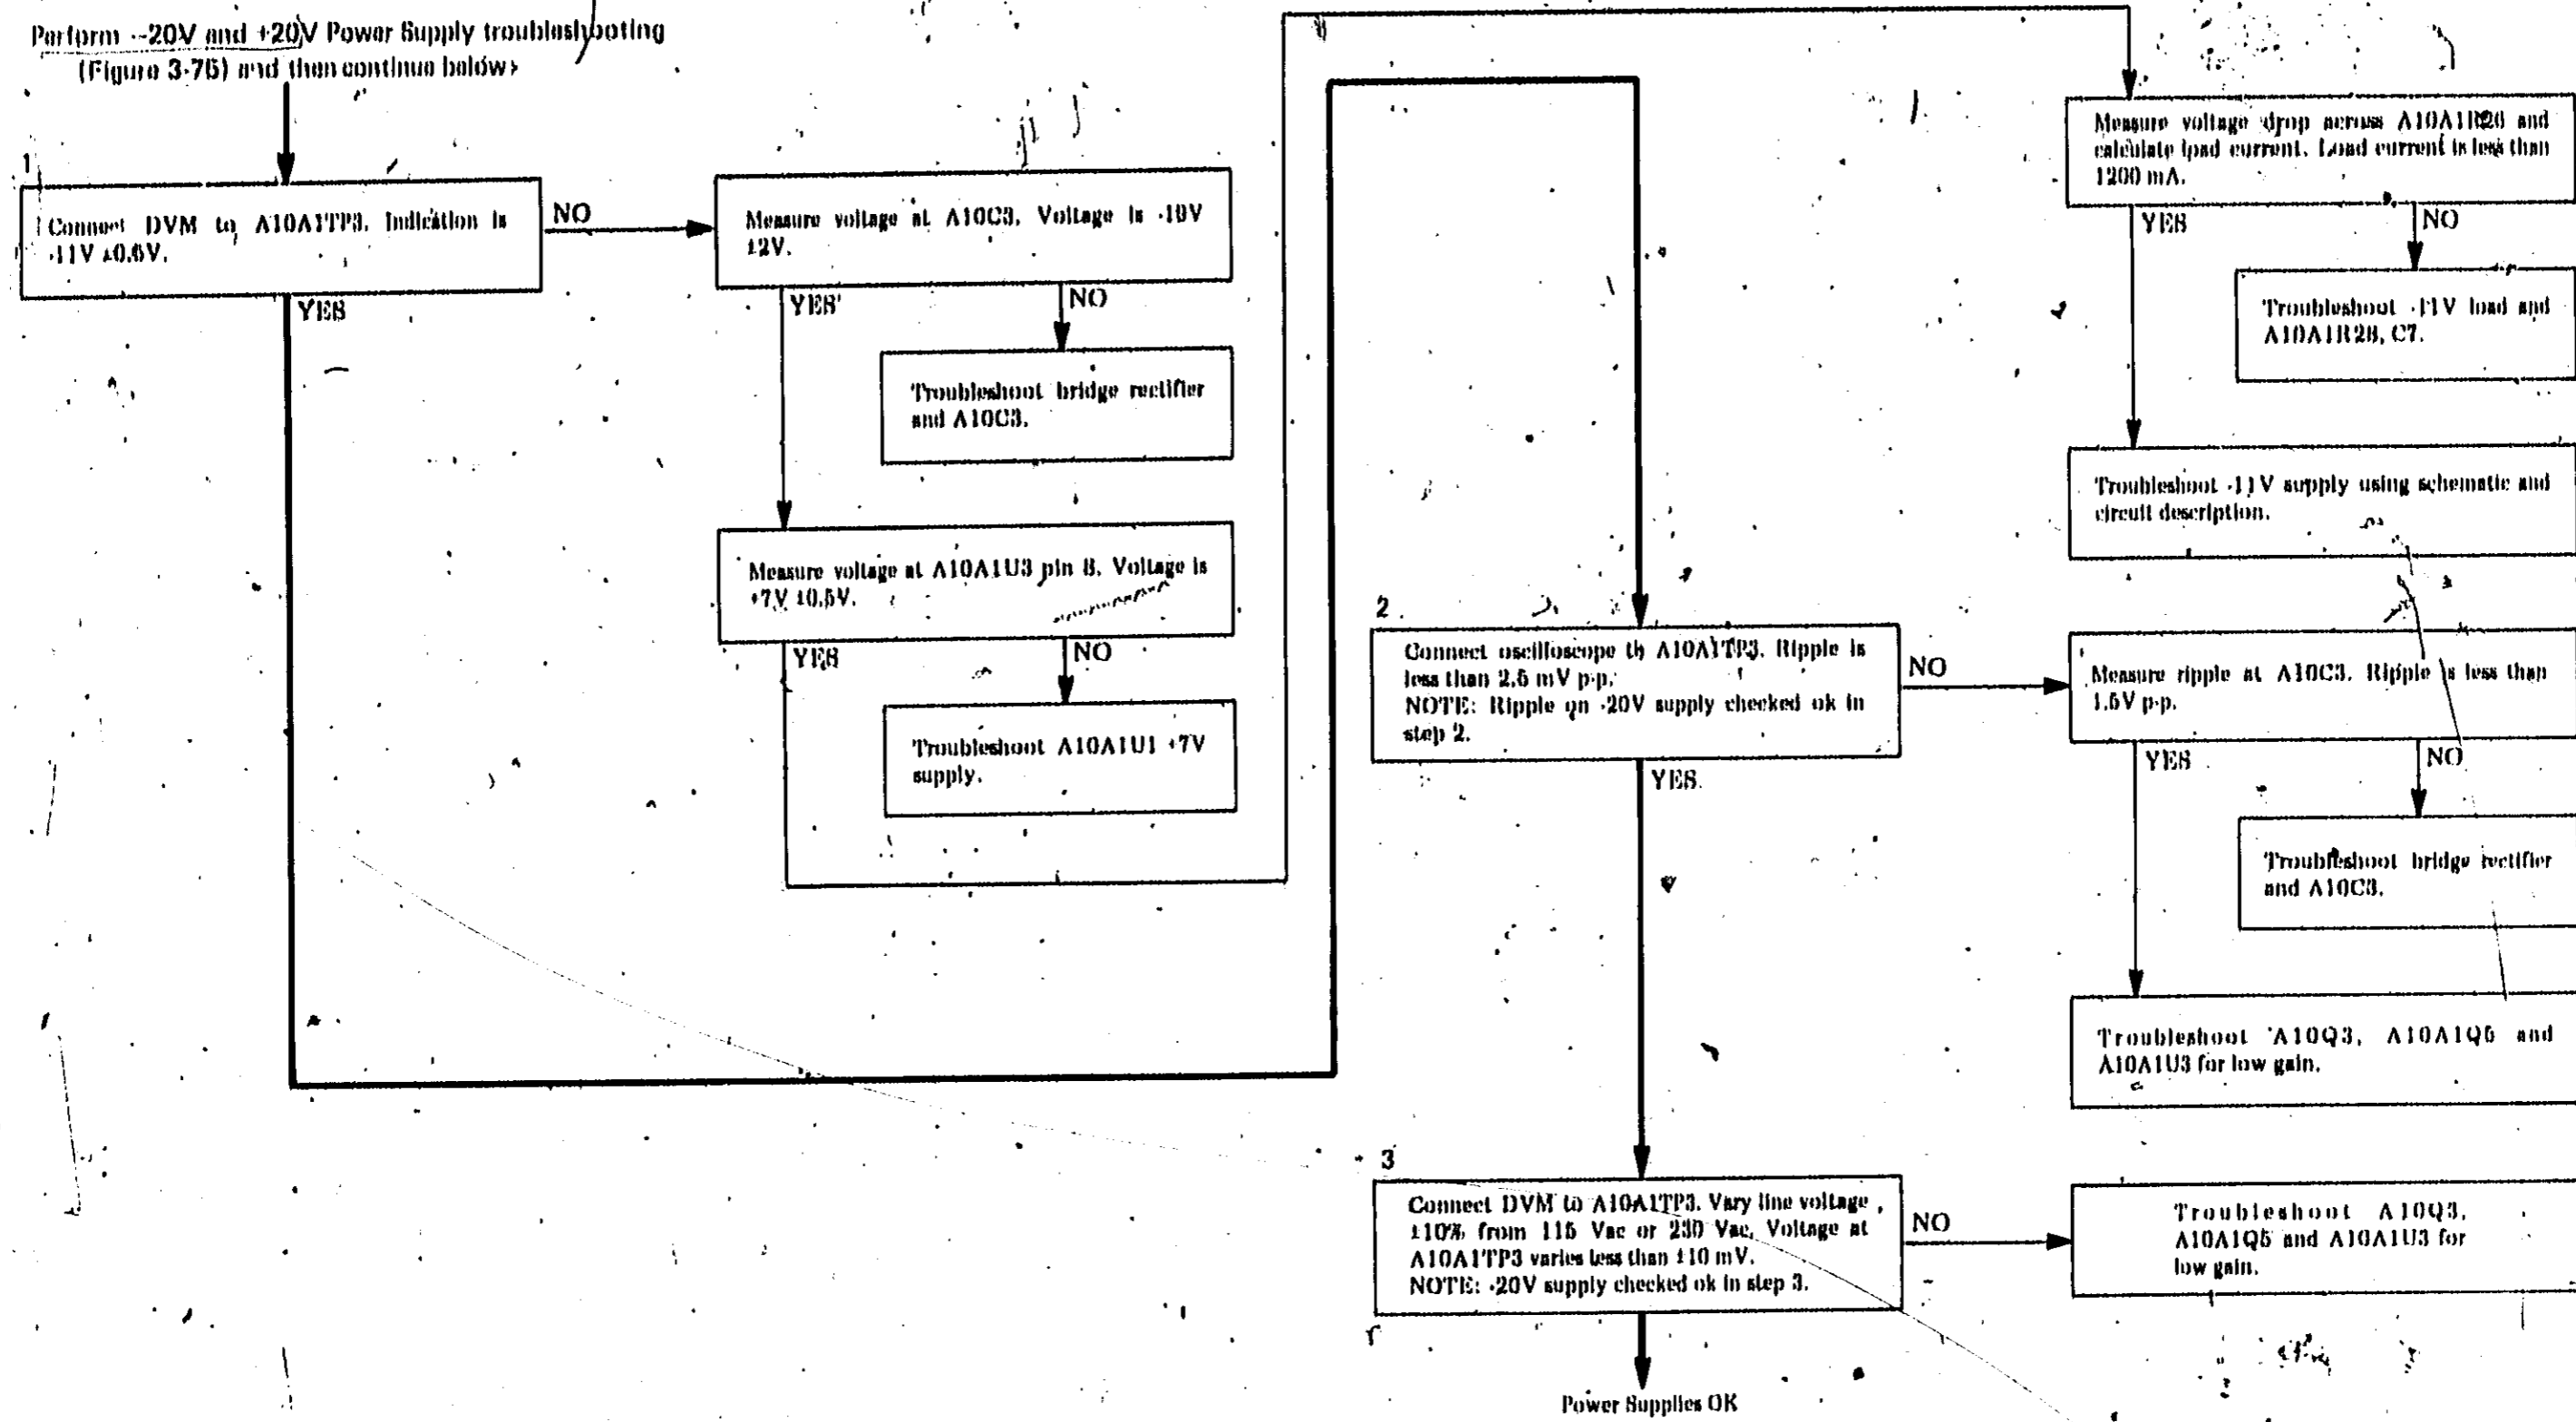 Perform -20V and +20V Power Supply troubleshooting
(Figure 3-75) and then continue below:
1
Connect DVM to A10A1TP3. Indication is
-11V ±0.6V.
NO
YES
Measure voltage at A10C3. Voltage is -19V
±2V.
YES
NO
Troubleshoot bridge rectifier
and A10C3.
Measure voltage at A10A1U3 pin 8. Voltage is
+7V ±0.5V.
YES
NO
Troubleshoot A10A1U1 +7V
supply.
Measure voltage drop across A10A1R26 and
calculate load current. Load current is less than
1200 mA.
YES
NO
Troubleshoot -11V load and
A10A1R28, C7.
Troubleshoot -11V supply using schematic and
circuit description.
2
Connect oscilloscope to A10A1TP3. Ripple is
less than 2.5 mV p-p.
NOTE: Ripple on -20V supply checked ok in
step 2.
NO
YES
Measure ripple at A10C3. Ripple is less than
1.5V p-p.
YES
NO
Troubleshoot bridge rectifier
and A10C3.
Troubleshoot A10Q3, A10A1Q5 and
A10A1U3 for low gain.
3
Connect DVM to A10A1TP3. Vary line voltage
±10% from 115 Vac or 230 Vac. Voltage at
A10A1TP3 varies less than ±10 mV.
NOTE: -20V supply checked ok in step 3.
NO
Troubleshoot A10Q3,
A10A1Q5 and A10A1U3 for
low gain.
Power Supplies OK